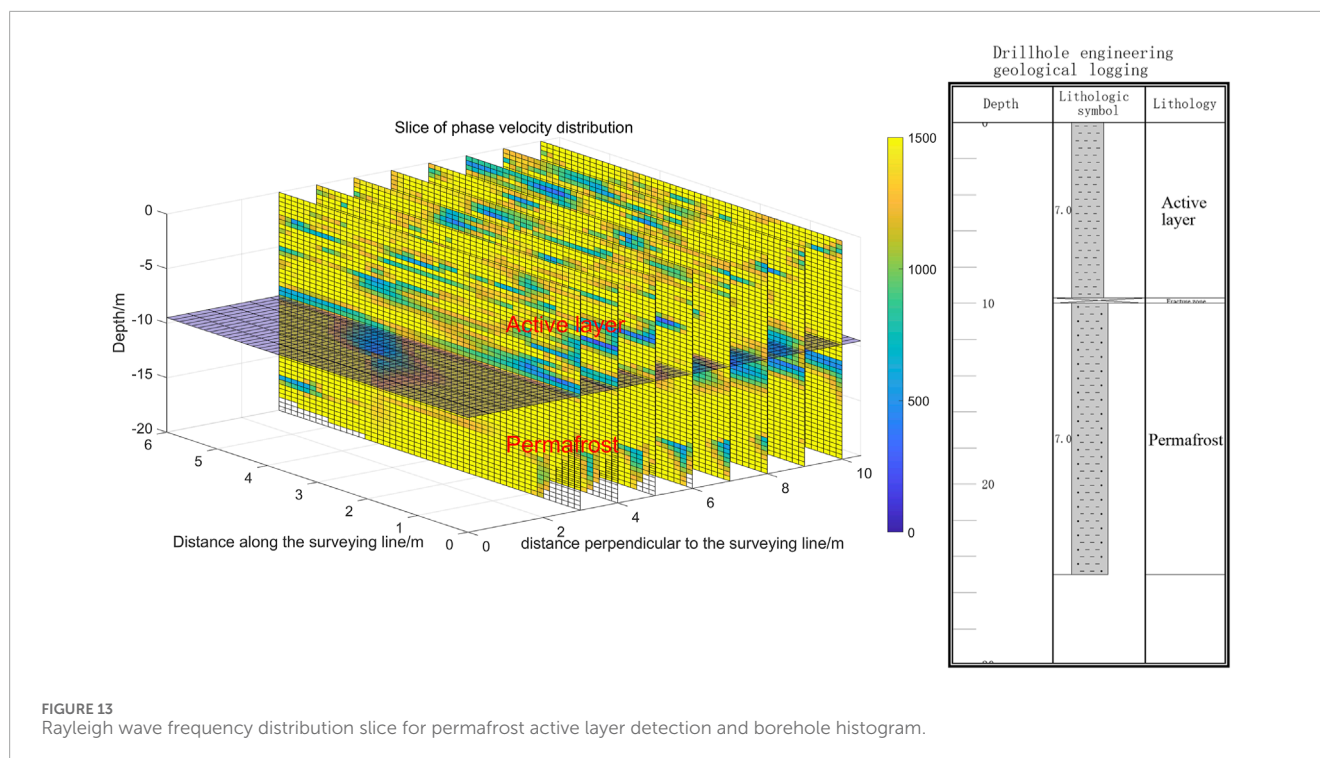 Drillhole engineering
geological logging
Depth
Lithologic
symbol
Lithology
0
7.0
Active
layer
10
Fracture zone
7.0
Permafrost
20
Slice of phase velocity distribution
1500
1000
500
0
0
-5
-10
-15
-20
Depth/m
Active layer
Permafrost
6
5
4
3
2
1
0
Distance along the surveying line/m
0
2
4
6
8
10
distance perpendicular to the surveying line/m
FIGURE 13
Rayleigh wave frequency distribution slice for permafrost active layer detection and borehole histogram.